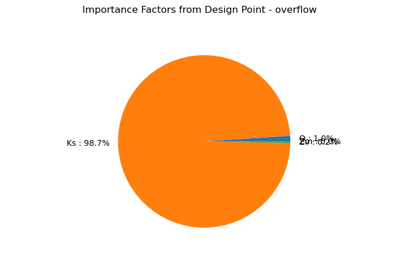 Importance Factors from Design Point - overflow
Q : 1.0%
Ks : 98.7%